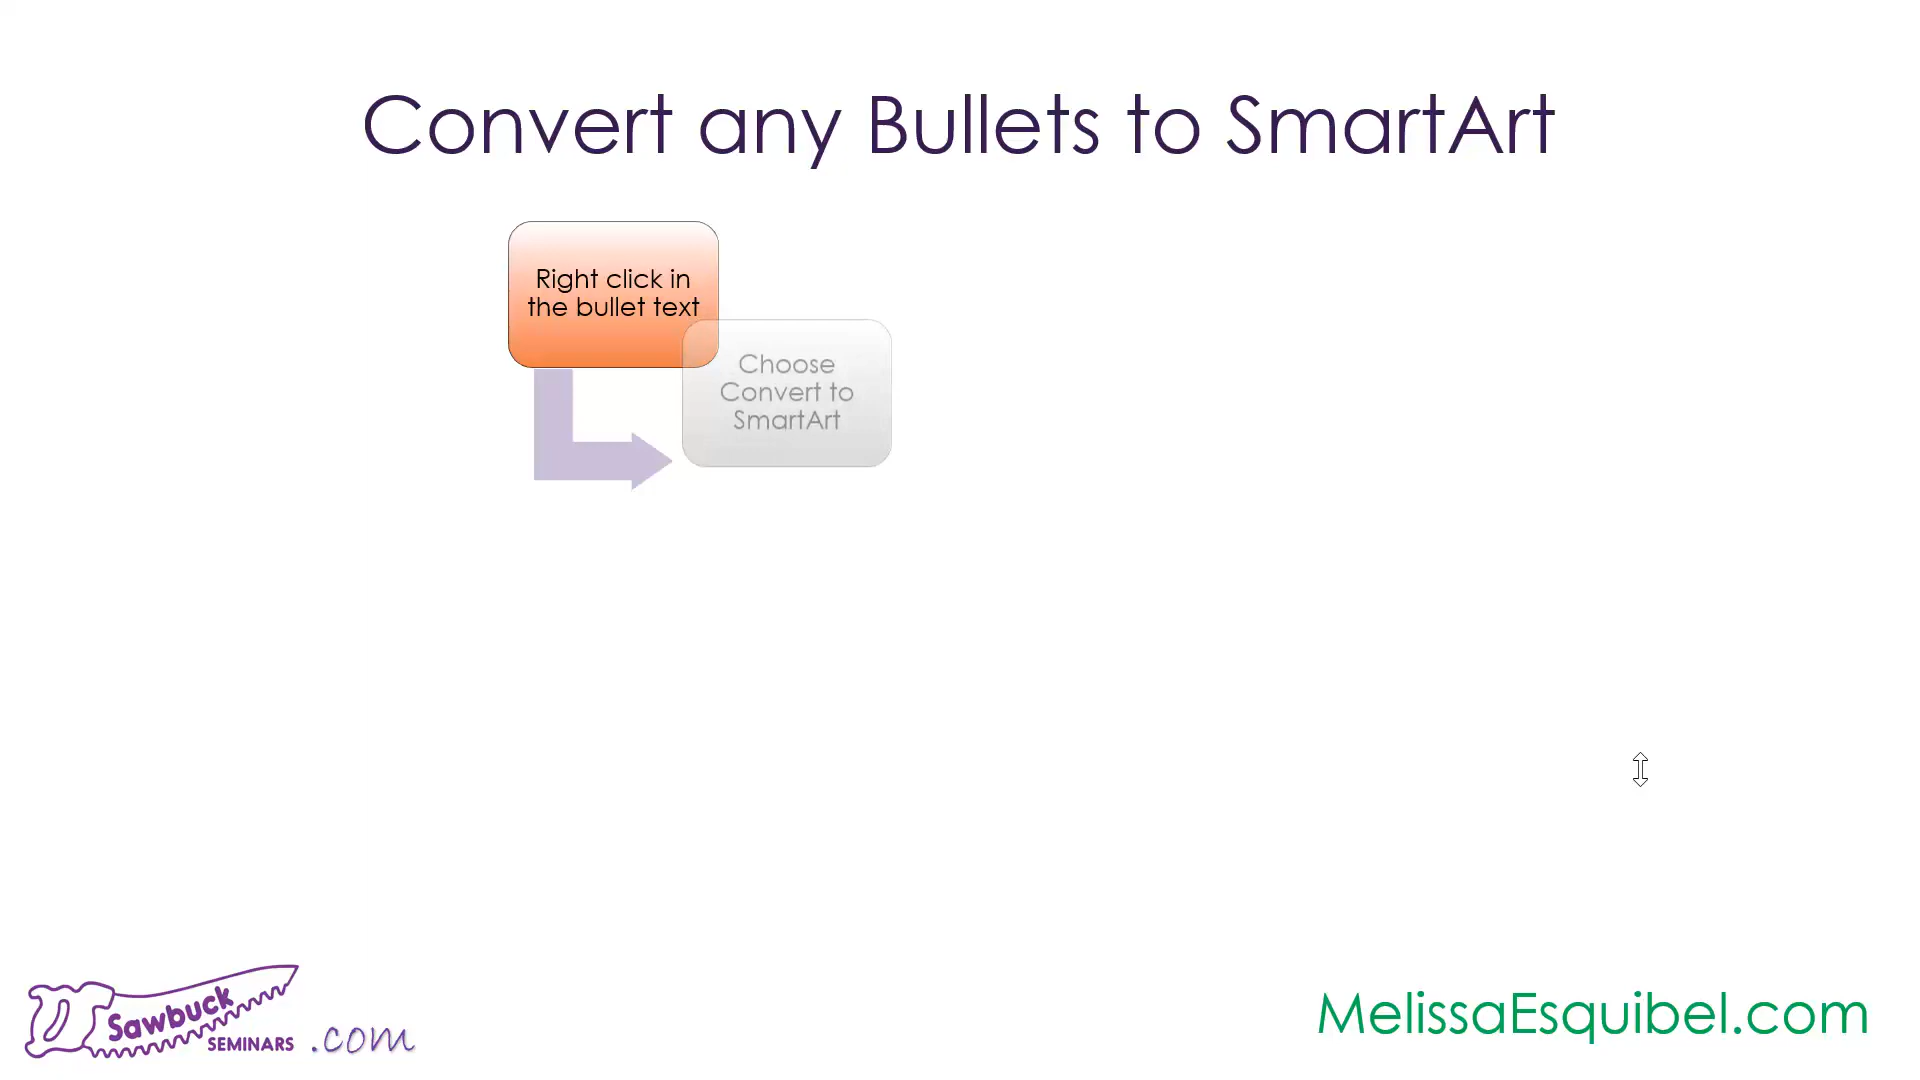 Convert any Bullets to SmartArt
Right click in
the bullet text
Choose
Convert to
SmartArt
Sawbuck
SEMINARS .com
MelissaEsquibel.com